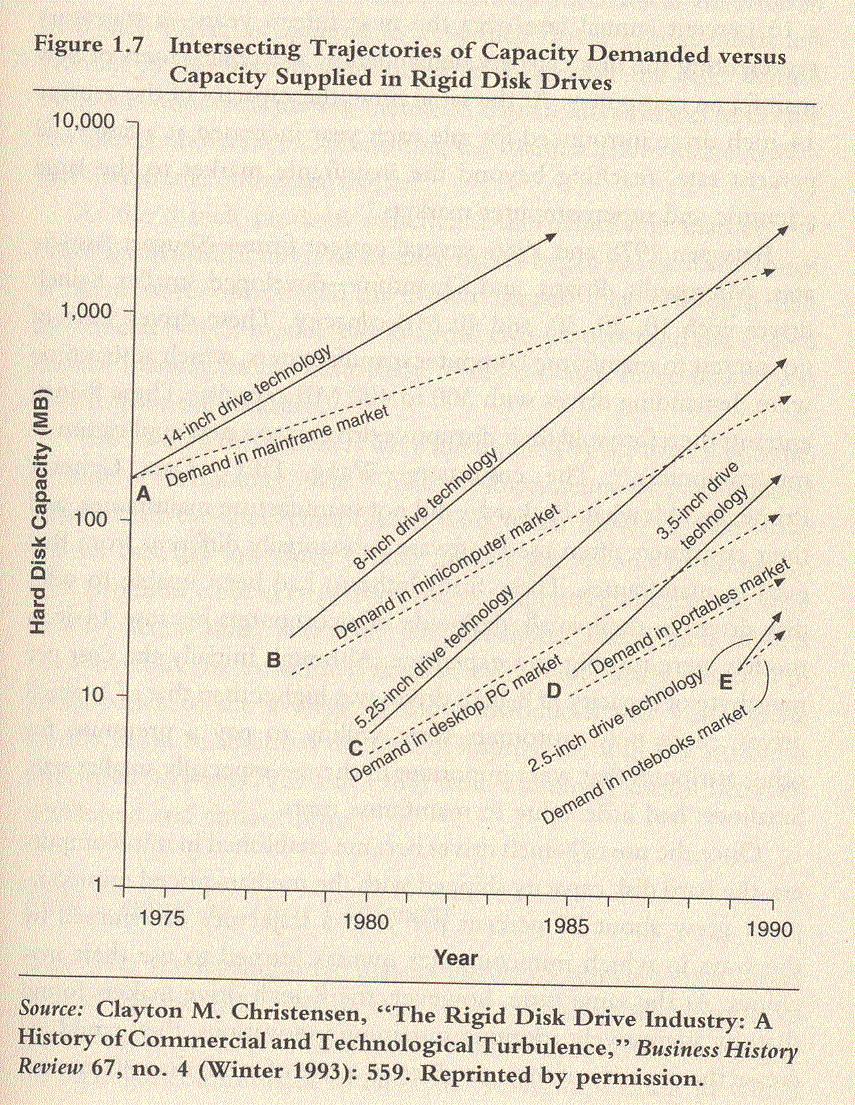 Figure 1.7 Intersecting Trajectories of Capacity Demanded versus
Capacity Supplied in Rigid Disk Drives
10,000
1,000
100
10
1
Hard Disk Capacity (MB)
14-inch drive technology
Demand in mainframe market
A
8-inch drive technology
Demand in minicomputer market
B
5.25-inch drive technology
Demand in desktop PC market
C
3.5-inch drive
technology
Demand in portables market
D
2.5-inch drive technology
Demand in notebooks market
E
1975
1980
1985
1990
Year
Source: Clayton M. Christensen, “The Rigid Disk Drive Industry: A
History of Commercial and Technological Turbulence,” Business History
Review 67, no. 4 (Winter 1993): 559. Reprinted by permission.